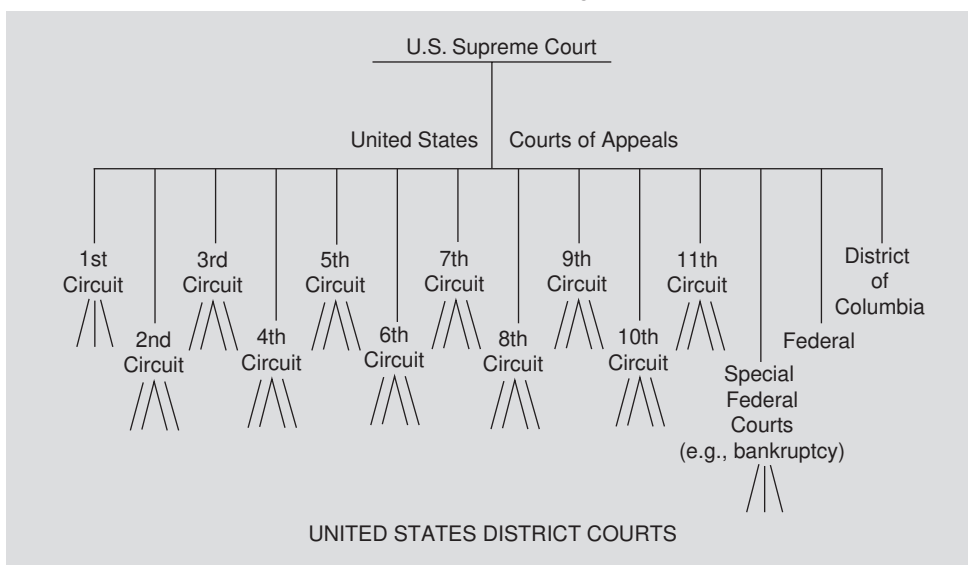 U.S. Supreme Court
United States
Courts of Appeals
1st
Circuit
2nd
Circuit
3rd
Circuit
4th
Circuit
5th
Circuit
6th
Circuit
7th
Circuit
8th
Circuit
9th
Circuit
10th
Circuit
11th
Circuit
Special
Federal
Courts
(e.g., bankruptcy)
Federal
District
of
Columbia
UNITED STATES DISTRICT COURTS